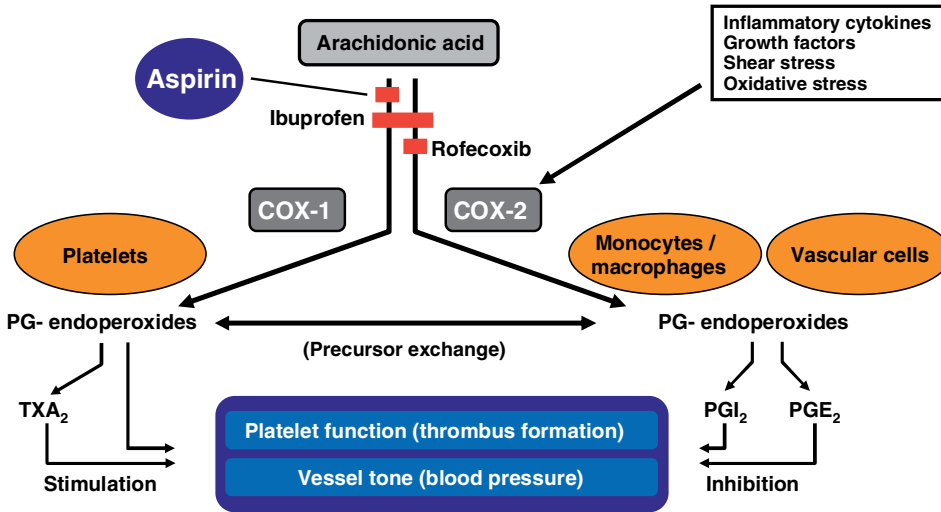 Arachidonic acid
Inflammatory cytokines
Growth factors
Shear stress
Oxidative stress
Aspirin
Ibuprofen
Rofecoxib
COX-1
COX-2
Platelets
Monocytes /
macrophages
Vascular cells
PG- endoperoxides
PG- endoperoxides
(Precursor exchange)
TXA2
PGI2
PGE2
Platelet function (thrombus formation)
Vessel tone (blood pressure)
Stimulation
Inhibition